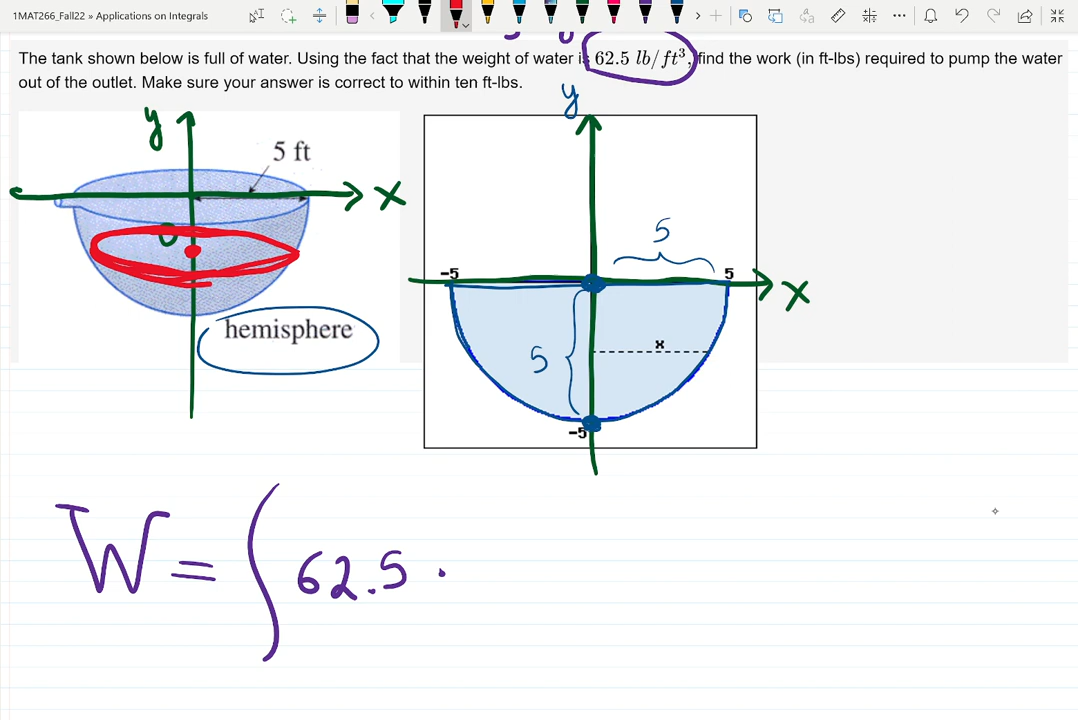 1MAT266_Fall22 » Applications on Integrals
The tank shown below is full of water. Using the fact that the weight of water is 62.5 lb/ft³, find the work (in ft-lbs) required to pump the water
out of the outlet. Make sure your answer is correct to within ten ft-lbs.
y
5 ft
x
0
hemisphere
y
5
-5
5
x
5
x
-5
W = ∫ 62.5 ·